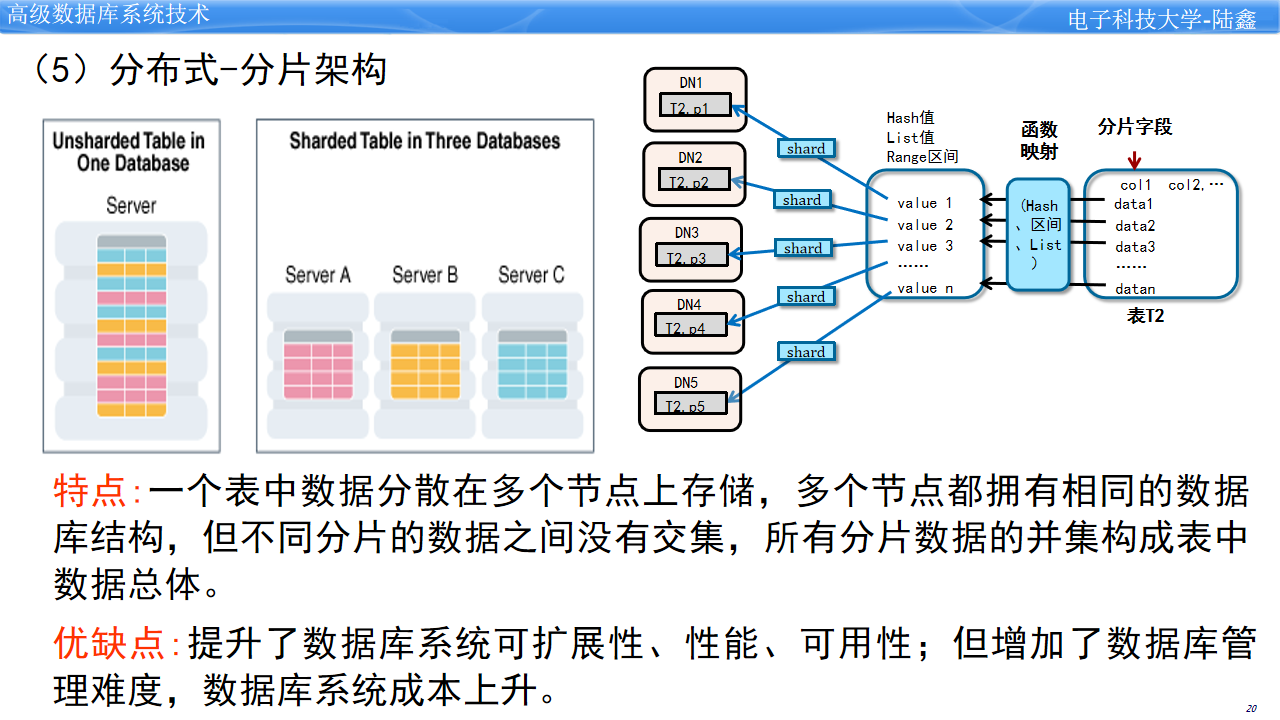 高级数据库系统技术
电子科技大学-陆鑫
（5）分布式-分片架构
Unsharded Table in
One Database
Server
Sharded Table in Three Databases
Server A
Server B
Server C
DN1
T2, p1
DN2
T2, p2
DN3
T2, p3
DN4
T2, p4
DN5
T2, p5
shard
shard
shard
shard
shard
Hash值
List值
Range区间
value 1
value 2
value 3
……
value n
函数
映射
(Hash
、区间
、List
)
分片字段
col1 col2,…
data1
data2
data3
……
datan
表T2
特点:一个表中数据分散在多个节点上存储，多个节点都拥有相同的数据
库结构，但不同分片的数据之间没有交集，所有分片数据的并集构成表中
数据总体。
优缺点:提升了数据库系统可扩展性、性能、可用性；但增加了数据库管
理难度，数据库系统成本上升。
20